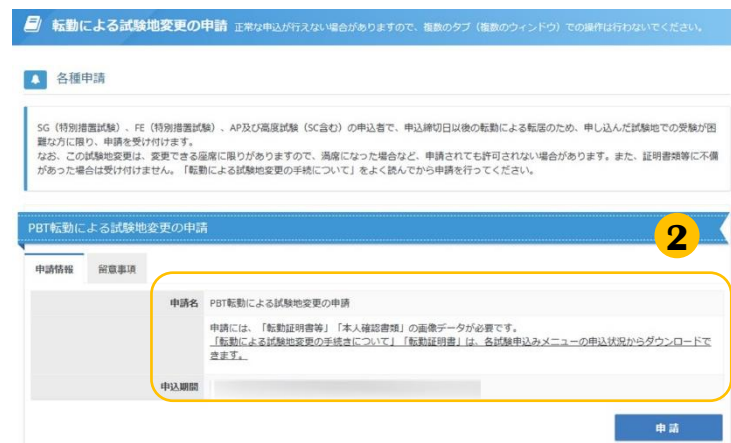 転勤による試験地変更の申請 正常な申込が行えない場合がありますので、複数のタブ（複数のウィンドウ）での操作は行わないでください。
各種申請
SG（特別措置試験）、FE（特別措置試験）、AP及び高度試験（SC含む）の申込者で、申込締切日以後の転勤による転居のため、申し込んだ試験地での受験が困
難な方に限り、申請を受け付けます。
なお、この試験地変更は、変更できる座席に限りがありますので、満席になった場合など、申請されても許可されない場合があります。また、証明書類等に不備
があった場合は受け付けません。「転勤による試験地変更の手続について」をよく読んでから申請を行ってください。
PBT転勤による試験地変更の申請
2
申請情報 留意事項
申請名 PBT転勤による試験地変更の申請
申請には、「転勤証明書等」「本人確認書類」の画像データが必要です。
「転勤による試験地変更の手続きについて」「転勤証明書」は、各試験申込みメニューの申込状況からダウンロードで
きます。
申込期間
申請